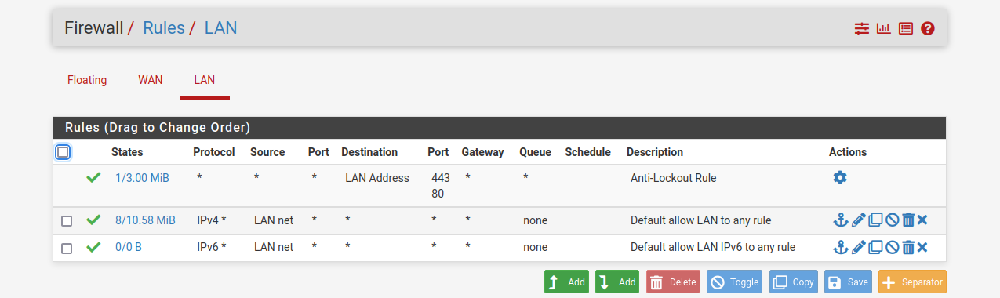 Firewall / Rules / LAN
Floating WAN LAN
Rules (Drag to Change Order)
States Protocol Source Port Destination Port Gateway Queue Schedule Description Actions
1/3.00 MiB * * * LAN Address 443 * * Anti-Lockout Rule
80
8/10.58 MiB IPv4 * LAN net * * * * none Default allow LAN to any rule
0/0 B IPv6 * LAN net * * * * none Default allow LAN IPv6 to any rule
Add Add Delete Toggle Copy Save Separator